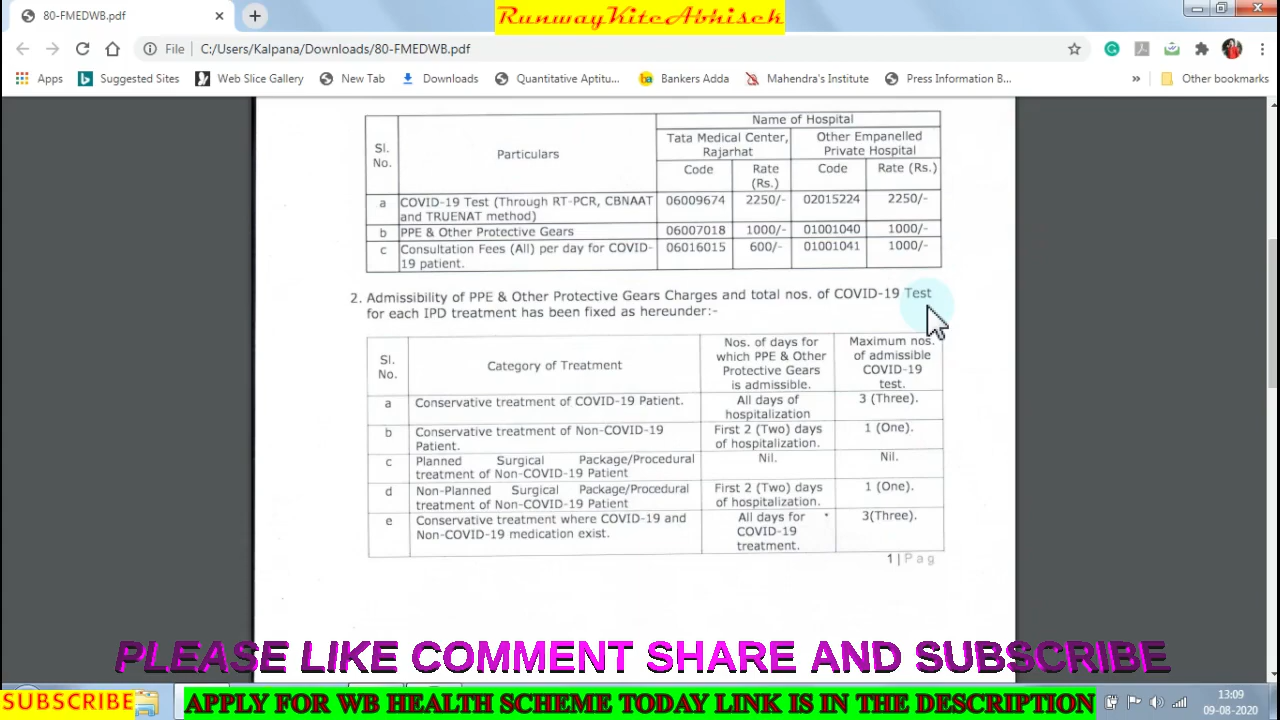 80-FMEDWB.pdf
RunwayKiteAbhisek
File C:/Users/Kalpana/Downloads/80-FMEDWB.pdf
Apps Suggested Sites Web Slice Gallery New Tab Downloads Quantitative Aptitu... Bankers Adda Mahendra's Institute Press Information B... » Other bookmarks
Name of Hospital
Sl. No. Particulars Tata Medical Center, Rajarhat Other Empanelled Private Hospital
Code Rate (Rs.) Code Rate (Rs.)
a COVID-19 Test (Through RT-PCR, CBNAAT and TRUENAT method) 06009674 2250/- 02015224 2250/-
b PPE & Other Protective Gears 06007018 1000/- 01001040 1000/-
c Consultation Fees (All) per day for COVID-19 patient. 06016015 600/- 01001041 1000/-
2. Admissibility of PPE & Other Protective Gears Charges and total nos. of COVID-19 Test
for each IPD treatment has been fixed as hereunder:-
Sl. No. Category of Treatment Nos. of days for which PPE & Other Protective Gears is admissible. Maximum nos. of admissible COVID-19 test.
a Conservative treatment of COVID-19 Patient. All days of hospitalization 3 (Three).
b Conservative treatment of Non-COVID-19 Patient. First 2 (Two) days of hospitalization. 1 (One).
c Planned Surgical Package/Procedural treatment of Non-COVID-19 Patient Nil. Nil.
d Non-Planned Surgical Package/Procedural treatment of Non-COVID-19 Patient First 2 (Two) days of hospitalization. 1 (One).
e Conservative treatment where COVID-19 and Non-COVID-19 medication exist. All days for COVID-19 treatment. 3(Three).
1 | P a g
PLEASE LIKE COMMENT SHARE AND SUBSCRIBE
SUBSCRIBE
APPLY FOR WB HEALTH SCHEME TODAY LINK IS IN THE DESCRIPTION
13:09
09-08-2020